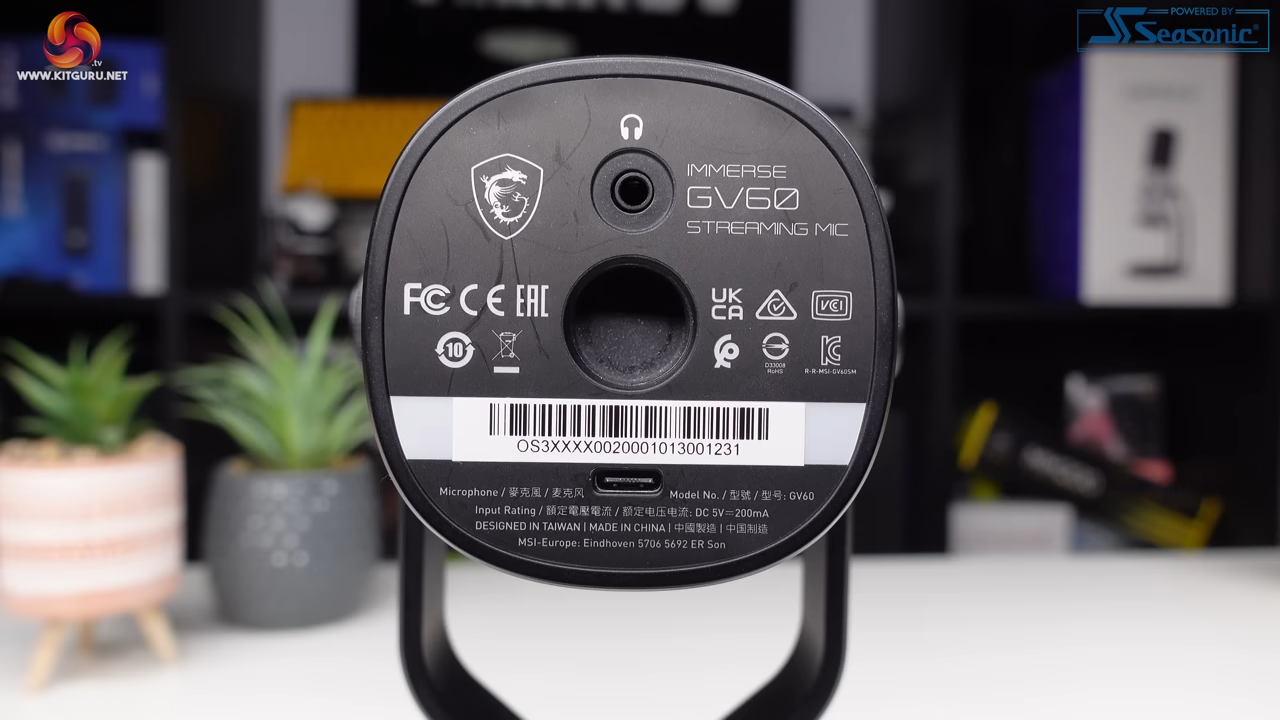 .tv
WWW.KITGURU.NET
POWERED BY
Seasonic®
IMMERSE
GV60
STREAMING MIC
FC CE EAC
UK
CA
VCI
10
D33008
RoHS
R-R-MSI-GV60SM
OS3XXXX0020001013001231
Microphone / 麥克風 / 麦克风
Model No. / 型號 / 型号: GV60
Input Rating / 額定電壓電流 / 额定电压电流: DC 5V⎓200mA
DESIGNED IN TAIWAN | MADE IN CHINA | 中國製造 | 中国制造
MSI-Europe: Eindhoven 5706 5692 ER Son